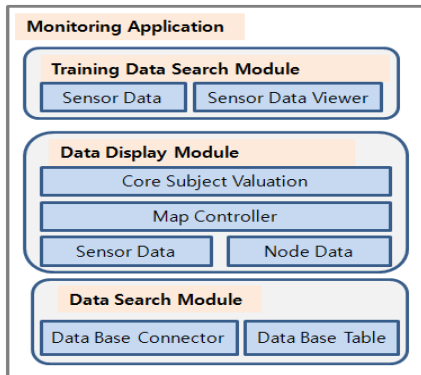 Monitoring Application
Training Data Search Module
Sensor Data Sensor Data Viewer
Data Display Module
Core Subject Valuation
Map Controller
Sensor Data Node Data
Data Search Module
Data Base Connector Data Base Table